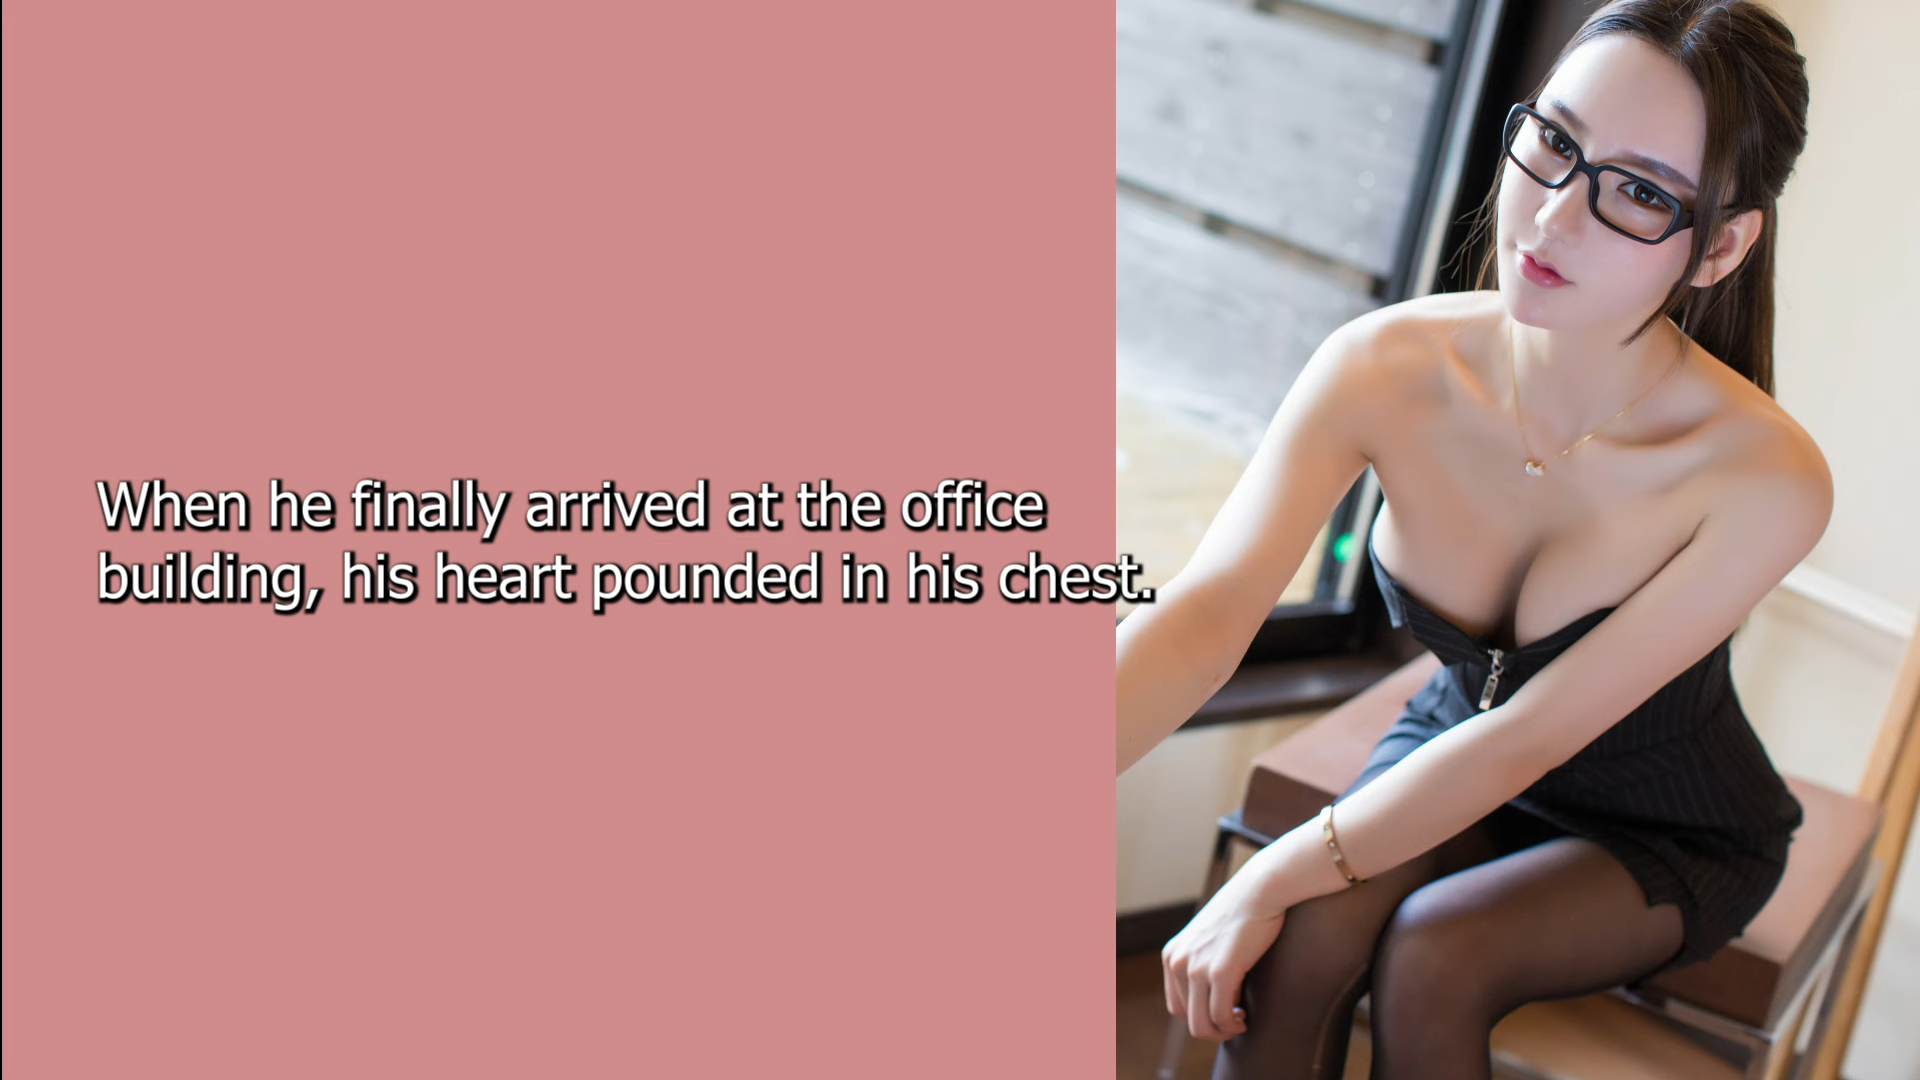 When he finally arrived at the office
building, his heart pounded in his chest.